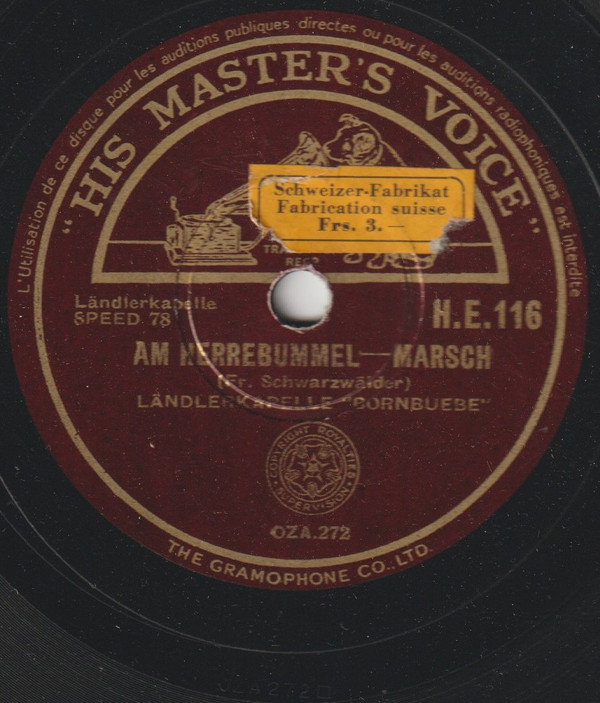 L'Utilisation de ce disque pour les auditions publiques directes ou pour les auditions radiophoniques est interdite
"HIS MASTER'S VOICE"
Schweizer-Fabrikat
Fabrication suisse
Frs. 3.—
TRA
REG?
Ländlerkapelle
SPEED 78
H.E.116
AM HERREBUMMEL—MARSCH
(Fr. Schwarzwälder)
LÄNDLERKAPELLE "BORNBUEBE"
COPYRIGHT ROYALTIES
SUPERVISION
OZA.272
THE GRAMOPHONE CO., LTD.